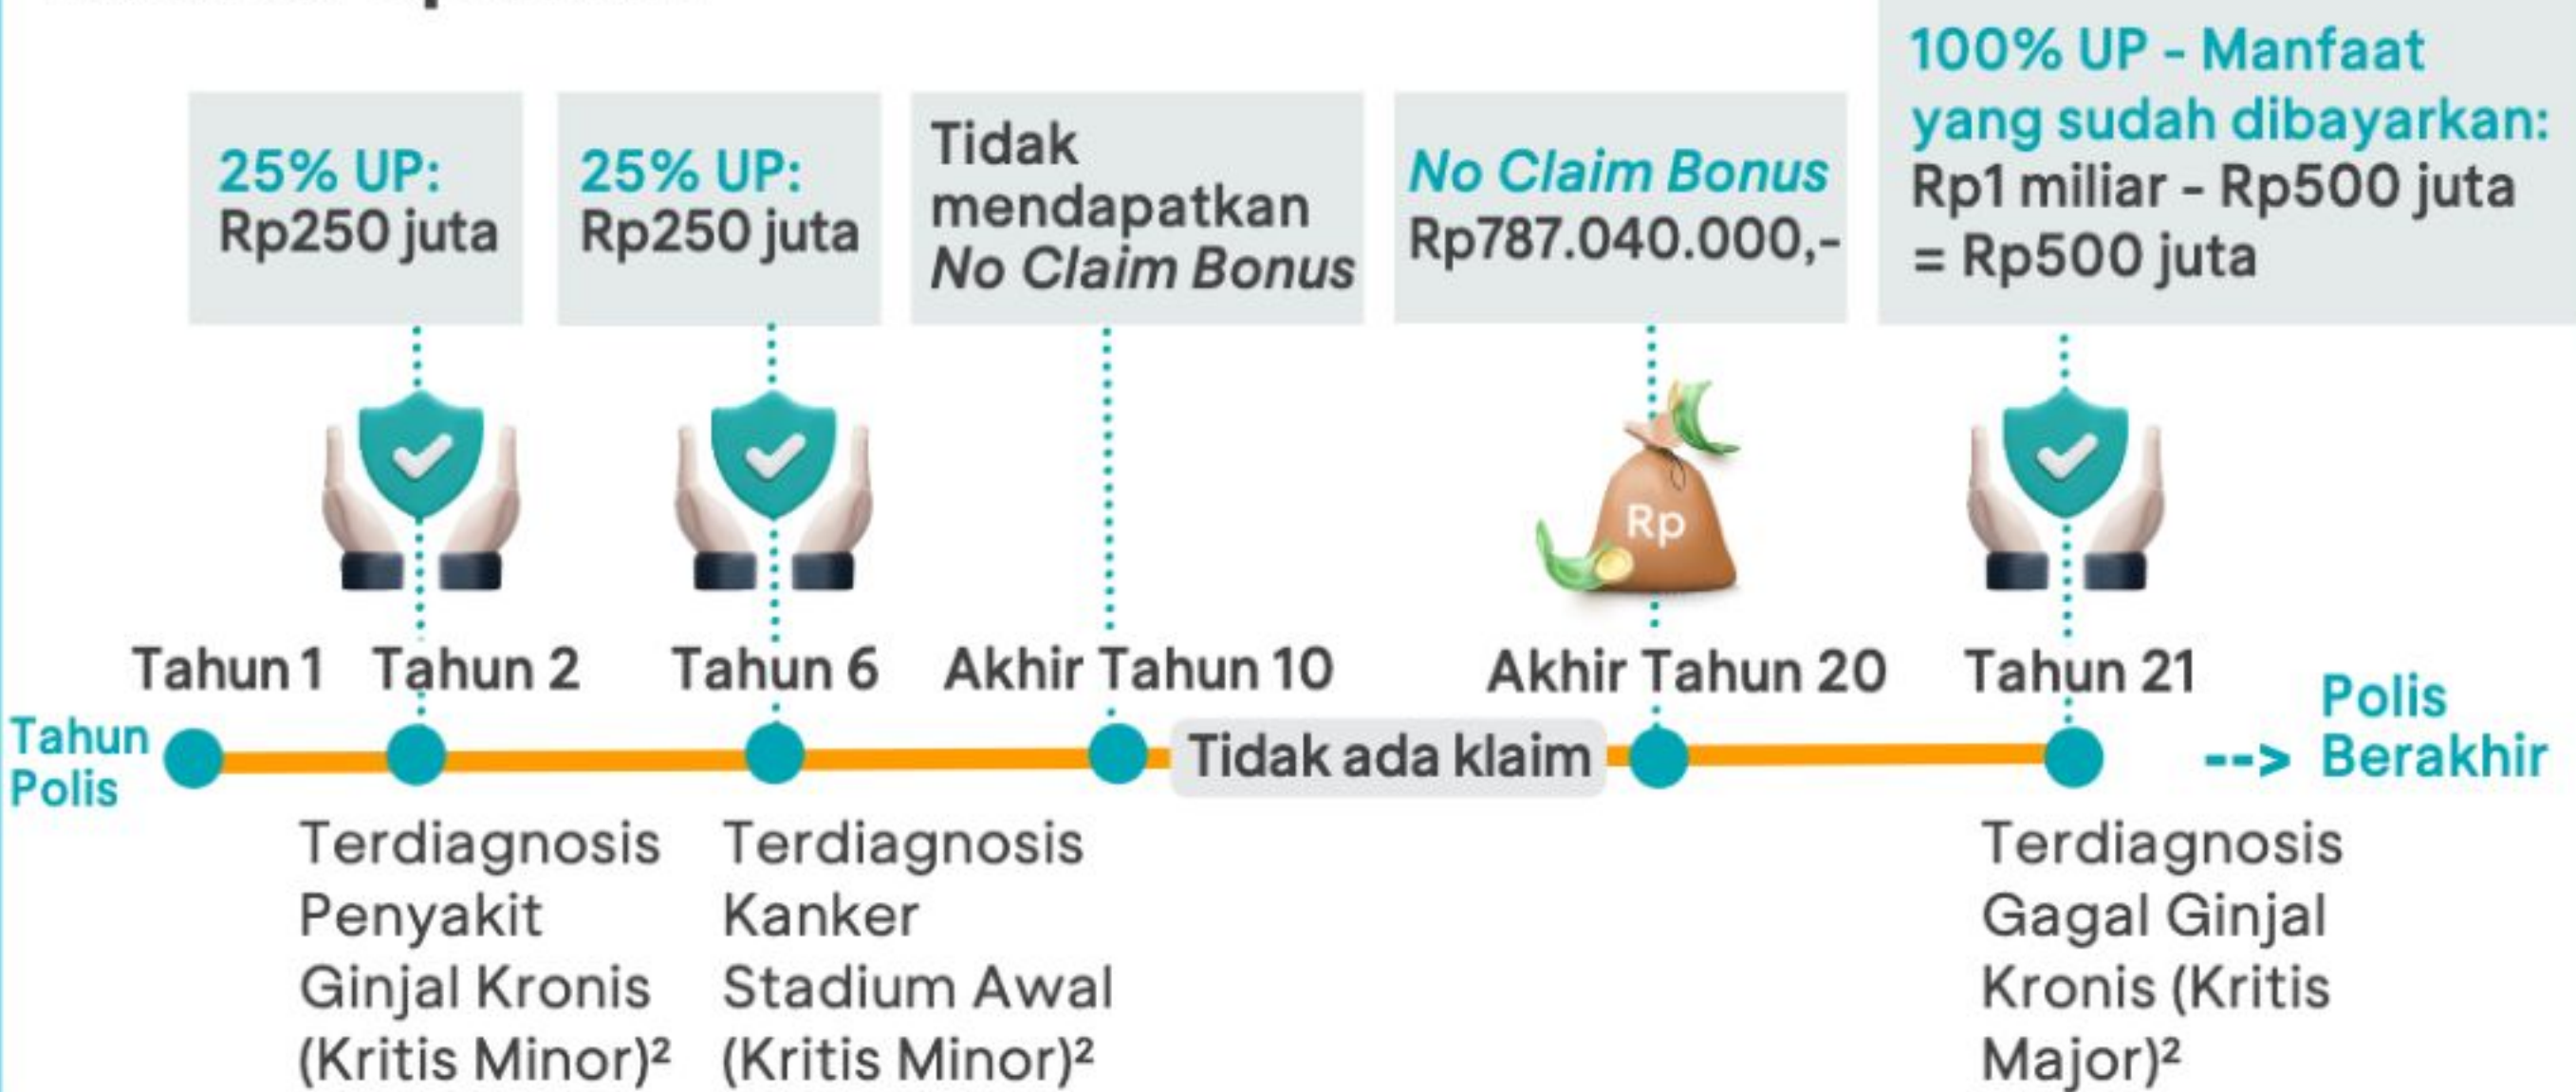 25% UP:
Rp250 juta
25% UP:
Rp250 juta
Tidak
mendapatkan
No Claim Bonus
No Claim Bonus
Rp787.040.000,-
100% UP - Manfaat
yang sudah dibayarkan:
Rp1 miliar - Rp500 juta
= Rp500 juta
Rp
Tahun 1
Tahun 2
Tahun 6
Akhir Tahun 10
Akhir Tahun 20
Tahun 21
Tahun
Polis
Tidak ada klaim
--> Polis
Berakhir
Terdiagnosis
Penyakit
Ginjal Kronis
(Kritis Minor)²
Terdiagnosis
Kanker
Stadium Awal
(Kritis Minor)²
Terdiagnosis
Gagal Ginjal
Kronis (Kritis
Major)²